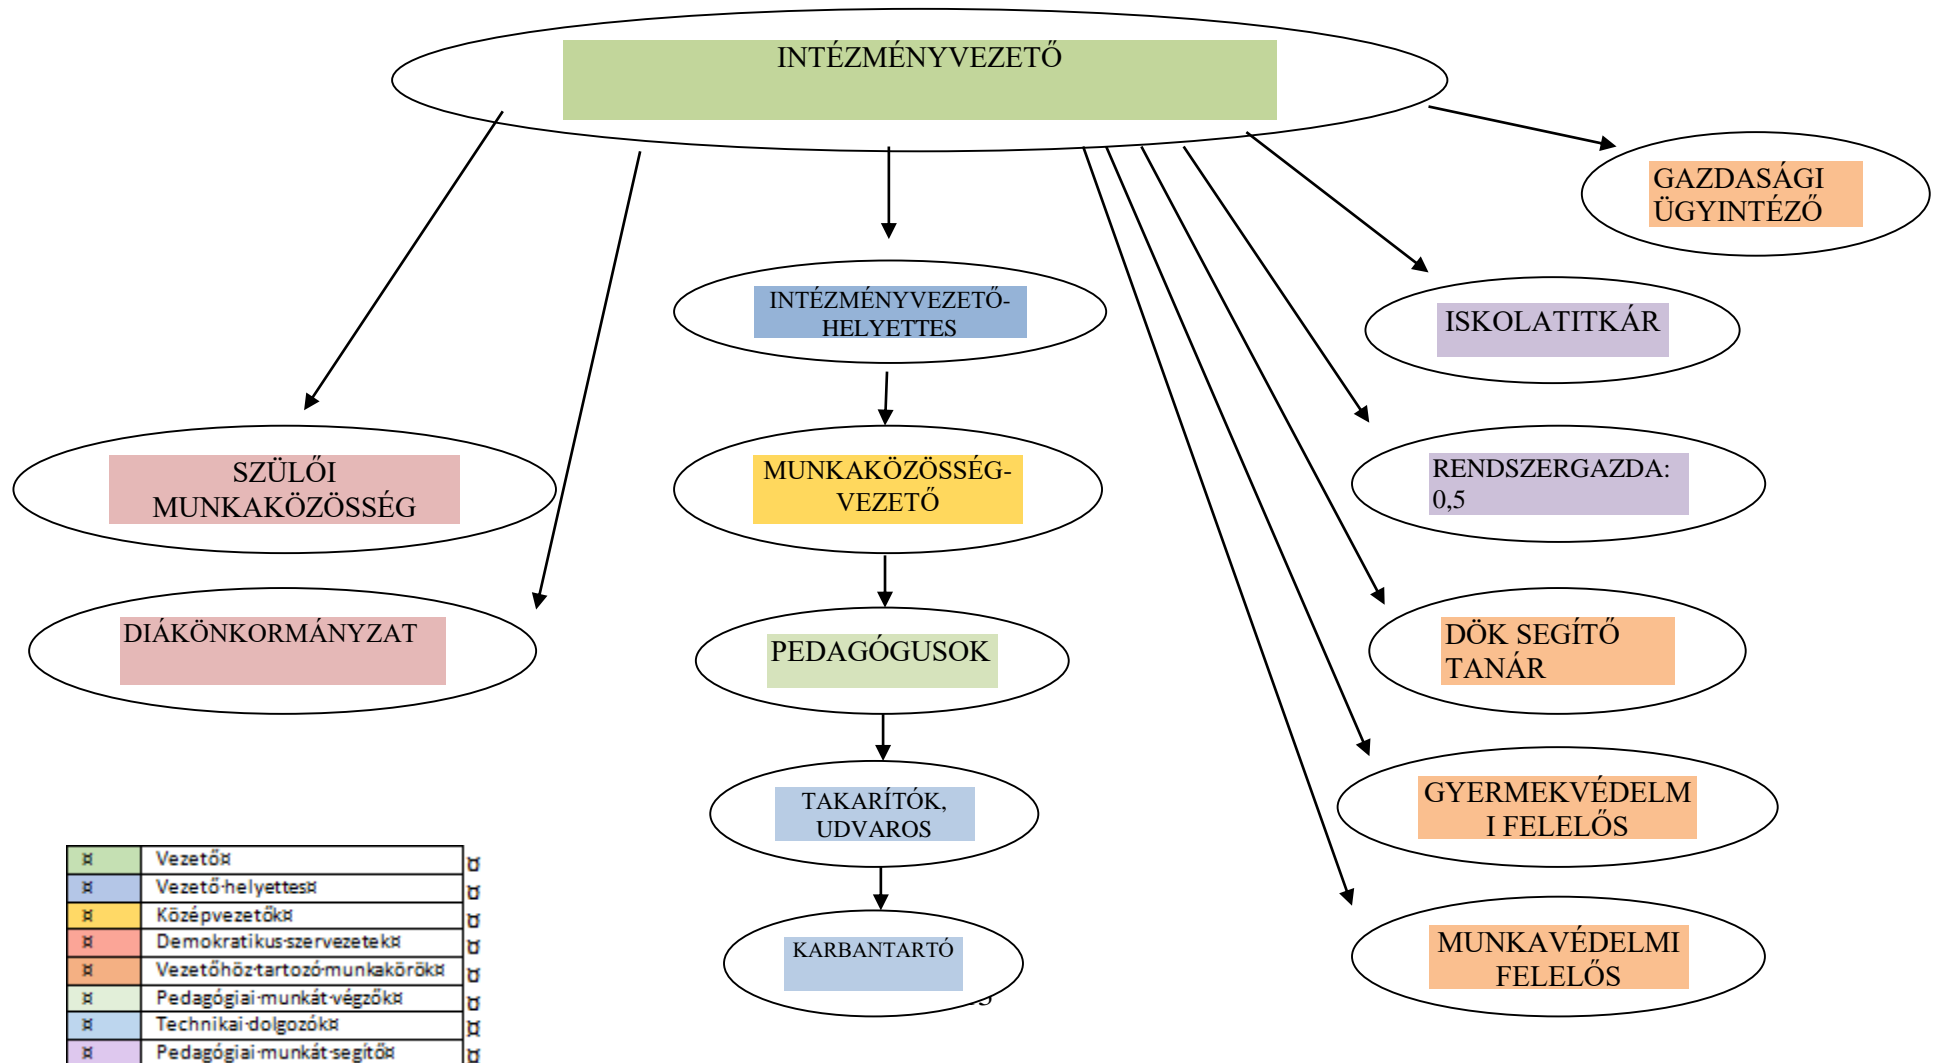 INTÉZMÉNYVEZETŐ
GAZDASÁGI
ÜGYINTÉZŐ
INTÉZMÉNYVEZETŐ-
HELYETTES
ISKOLATITKÁR
SZÜLŐI
MUNKAKÖZÖSSÉG
MUNKAKÖZÖSSÉG-
VEZETŐ
RENDSZERGAZDA:
0,5
DIÁKÖNKORMÁNYZAT
PEDAGÓGUSOK
DÖK SEGÍTŐ
TANÁR
TAKARÍTÓK,
UDVAROS
GYERMEKVÉDELM
I FELELŐS
KARBANTARTÓ
MUNKAVÉDELMI
FELELŐS
¤ Vezető¤ ¤
¤ Vezető·helyettes¤ ¤
¤ Középvezetők¤ ¤
¤ Demokratikus·szervezetek¤ ¤
¤ Vezetőhöz·tartozó·munkakörök¤ ¤
¤ Pedagógiai·munkát·végzők¤ ¤
¤ Technikai·dolgozók¤ ¤
¤ Pedagógiai·munkát·segítő¤ ¤